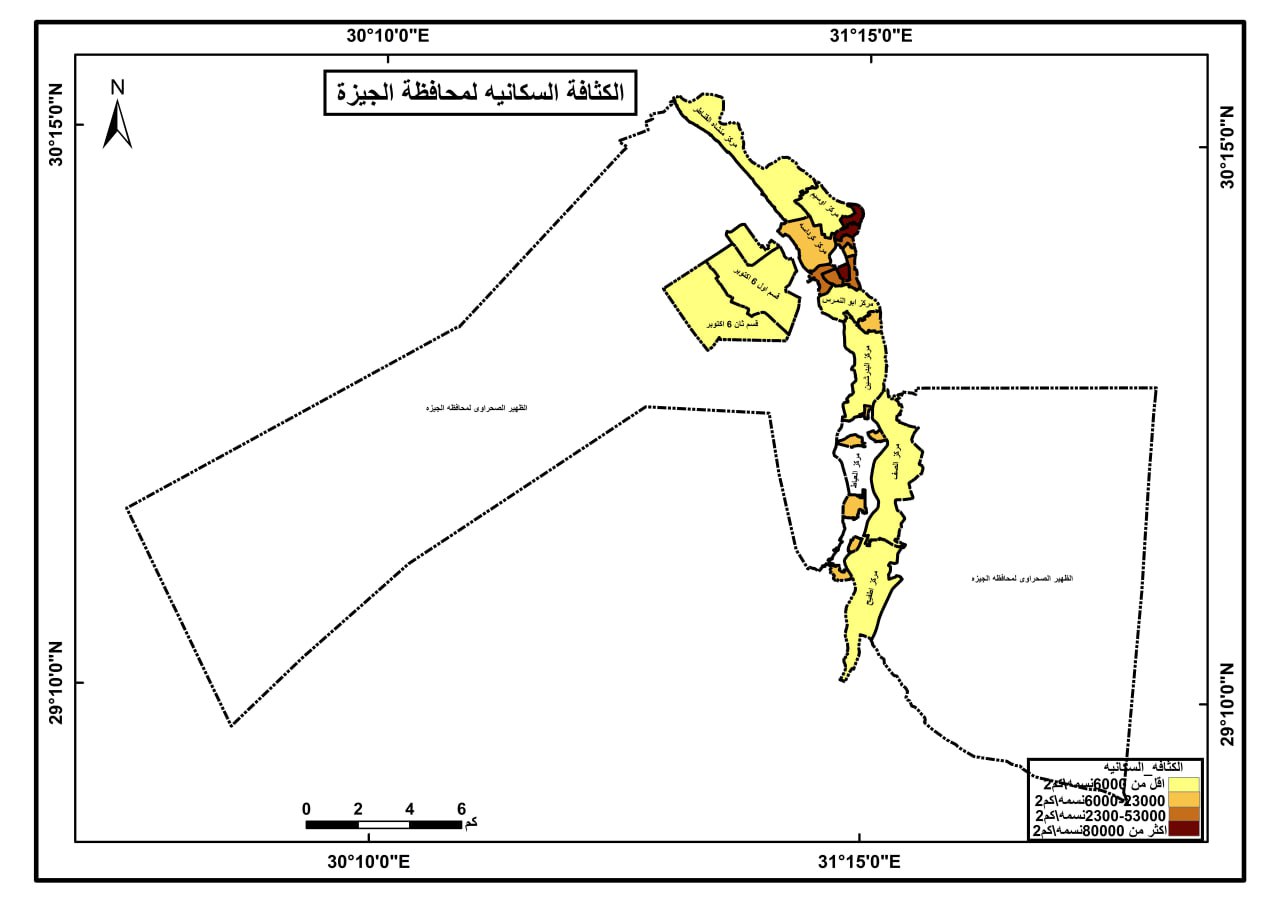 30°10'0"E
31°15'0"E
الكثافة السكانيه لمحافظة الجيزة
N
30°15'0"N
30°15'0"N
مركز منشاه القناطر
مركز اوسيم
مركز كرداسه
قسم اول 6 اكتوبر
قسم ثان 6 اكتوبر
مركز ابو النمرس
مركز البدرشين
الظهير الصحراوى لمحافظه الجيزه
مركز العياط
مركز الصف
مركز اطفيح
الظهير الصحراوى لمحافظه الجيزه
29°10'0"N
29°10'0"N
الكثافه_السكانيه
اقل من 6000نسمه\كم2
6000-23000نسمه\كم2
2300-53000نسمه\كم2
اكثر من 80000نسمه\كم2
0 2 4 6
كم
30°10'0"E
31°15'0"E